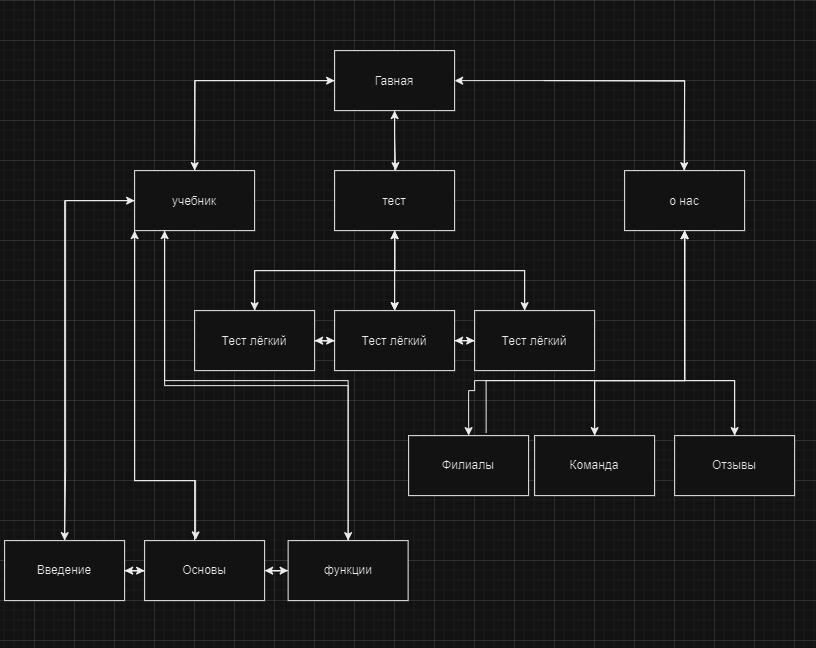 Гавная
учебник
тест
о нас
Тест лёгкий
Тест лёгкий
Тест лёгкий
Филиалы
Команда
Отзывы
Введение
Основы
функции